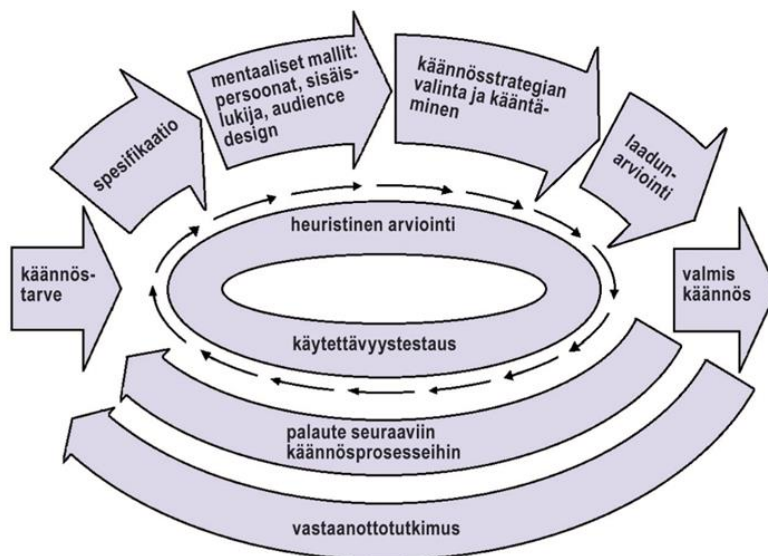 käännös-
tarve
spesifikaatio
mentaaliset mallit:
persoonat, sisäis-
lukija, audience
design
käännösstrategian
valinta ja kääntä-
minen
laadun-
arviointi
valmis
käännös
heuristinen arviointi
käytettävyystestaus
palaute seuraaviin
käännösprosesseihin
vastaanottotutkimus